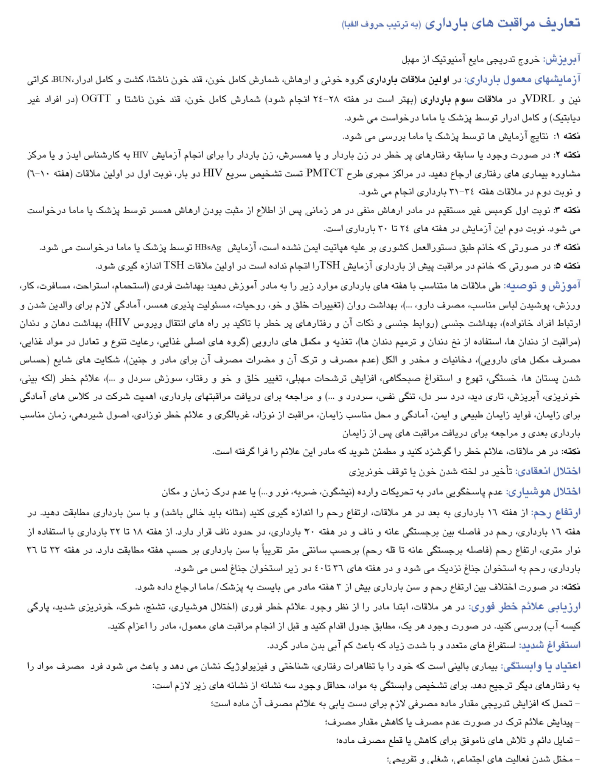 تعاریف مراقبت های بارداری (به ترتیب حروف الفبا)
آبریزش: خروج تدریجی مایع آمنیوتیک از مهبل
آزمایشهای معمول بارداری: در اولین ملاقات بارداری گروه خونی و ارهاش، شمارش کامل خون، قند خون ناشتا، کشت و کامل ادرار، BUN، کراتی
نین و VDRL و در ملاقات سوم بارداری (بهتر است در هفته ۲۸-۲۴ انجام شود) شمارش کامل خون، قند خون ناشتا و OGTT (در افراد غیر
دیابتیک) و کامل ادرار توسط پزشک یا ماما درخواست می شود.
نکته ۱: نتایج آزمایش ها توسط پزشک یا ماما بررسی می شود.
نکته ۲: در صورت وجود یا سابقه رفتارهای پر خطر در زن باردار و یا همسرش، زن باردار را برای انجام آزمایش HIV به کارشناس ایدز و یا مرکز
مشاوره بیماری های رفتاری ارجاع دهید. در مراکز مجری طرح PMTCT تست تشخیص سریع HIV دو بار، نوبت اول در اولین ملاقات (هفته ۱۰-۶)
و نوبت دوم در ملاقات هفته ۳۴-۳۱ بارداری انجام می شود.
نکته ۳: نوبت اول کومبس غیر مستقیم در مادر ارهاش منفی در هر زمانی پس از اطلاع از مثبت بودن ارهاش همسر توسط پزشک یا ماما درخواست
می شود. نوبت دوم این آزمایش در هفته های ۲۴ تا ۳۰ بارداری است.
نکته ۴: در صورتی که خانم طبق دستورالعمل کشوری بر علیه هپاتیت ایمن نشده است، آزمایش HBsAg توسط پزشک یا ماما درخواست می شود.
نکته ۵: در صورتی که خانم در مراقبت پیش از بارداری آزمایش TSH را انجام نداده است در اولین ملاقات TSH اندازه گیری شود.
آموزش و توصیه: طی ملاقات ها متناسب با هفته های بارداری موارد زیر را به مادر آموزش دهید: بهداشت فردی (استحمام، استراحت، مسافرت، کار،
ورزش، پوشیدن لباس مناسب، مصرف دارو، ...)، بهداشت روان (تغییرات خلق و خو، روحیات، مسئولیت پذیری همسر، آمادگی لازم برای والدین شدن و
ارتباط افراد خانواده)، بهداشت جنسی (روابط جنسی و نکات آن و رفتارهای پر خطر با تاکید بر راه های انتقال ویروس HIV)، بهداشت دهان و دندان
(مراقبت از دندان ها، استفاده از نخ دندان و ترمیم دندان ها)، تغذیه و مکمل های دارویی (گروه های اصلی غذایی، رعایت تنوع و تعادل در مواد غذایی،
مصرف مکمل های دارویی)، دخانیات و مخدر و الکل (عدم مصرف و ترک آن و مضرات مصرف آن برای مادر و جنین)، شکایت های شایع (حساس
شدن پستان ها، خستگی، تهوع و استفراغ صبحگاهی، افزایش ترشحات مهبلی، تغییر خلق و خو و رفتار، سوزش سردل و ...)، علائم خطر (لکه بینی،
خونریزی، آبریزش، تاری دید، درد سر دل، تنگی نفس، سردرد و ...) و مراجعه برای دریافت مراقبتهای بارداری، اهمیت شرکت در کلاس های آمادگی
برای زایمان، فواید زایمان طبیعی و ایمن، آمادگی و محل مناسب زایمان، مراقبت از نوزاد، غربالگری و علائم خطر نوزادی، اصول شیردهی، زمان مناسب
بارداری بعدی و مراجعه برای دریافت مراقبت های پس از زایمان
نکته: در هر ملاقات، علائم خطر را گوشزد کنید و مطمئن شوید که مادر این علائم را فرا گرفته است.
اختلال انعقادی: تأخیر در لخته شدن خون یا توقف خونریزی
اختلال هوشیاری: عدم پاسخگویی مادر به تحریکات وارده (نیشگون، ضربه، نور و...) یا عدم درک زمان و مکان
ارتفاع رحم: از هفته ۱۶ بارداری به بعد در هر ملاقات، ارتفاع رحم را اندازه گیری کنید (مثانه باید خالی باشد) و با سن بارداری مطابقت دهید. در
هفته ۱۶ بارداری، رحم در فاصله بین برجستگی عانه و ناف و در هفته ۲۰ بارداری، در حدود ناف قرار دارد. از هفته ۱۸ تا ۳۲ بارداری با استفاده از
نوار متری، ارتفاع رحم (فاصله برجستگی عانه تا قله رحم) برحسب سانتی متر تقریباً با سن بارداری بر حسب هفته مطابقت دارد. در هفته ۳۲ تا ۳۶
بارداری، رحم به استخوان جناغ نزدیک می شود و در هفته های ۳۶ تا ۴۰ در زیر استخوان جناغ لمس می شود.
نکته: در صورت اختلاف بین ارتفاع رحم و سن بارداری بیش از ۳ هفته مادر می بایست به پزشک/ ماما ارجاع داده شود.
ارزیابی علائم خطر فوری: در هر ملاقات، ابتدا مادر را از نظر وجود علائم خطر فوری (اختلال هوشیاری، تشنج، شوک، خونریزی شدید، پارگی
کیسه آب) بررسی کنید. در صورت وجود هر یک، مطابق جدول اقدام کنید و قبل از انجام مراقبت های معمول، مادر را اعزام کنید.
استفراغ شدید: استفراغ های متعدد و با شدت زیاد که باعث کم آبی بدن مادر گردد.
اعتیاد یا وابستگی: بیماری بالینی است که خود را با تظاهرات رفتاری، شناختی و فیزیولوژیک نشان می دهد و باعث می شود فرد مصرف مواد را
به رفتارهای دیگر ترجیح دهد. برای تشخیص وابستگی به مواد، حداقل وجود سه نشانه از نشانه های زیر لازم است:
– تحمل که افزایش تدریجی مقدار ماده مصرفی لازم برای دست یابی به علائم مصرف آن ماده است؛
– پیدایش علائم ترک در صورت عدم مصرف یا کاهش مقدار مصرف؛
– تمایل دائم و تلاش های ناموفق برای کاهش یا قطع مصرف ماده؛
– مختل شدن فعالیت های اجتماعی، شغلی و تفریحی؛